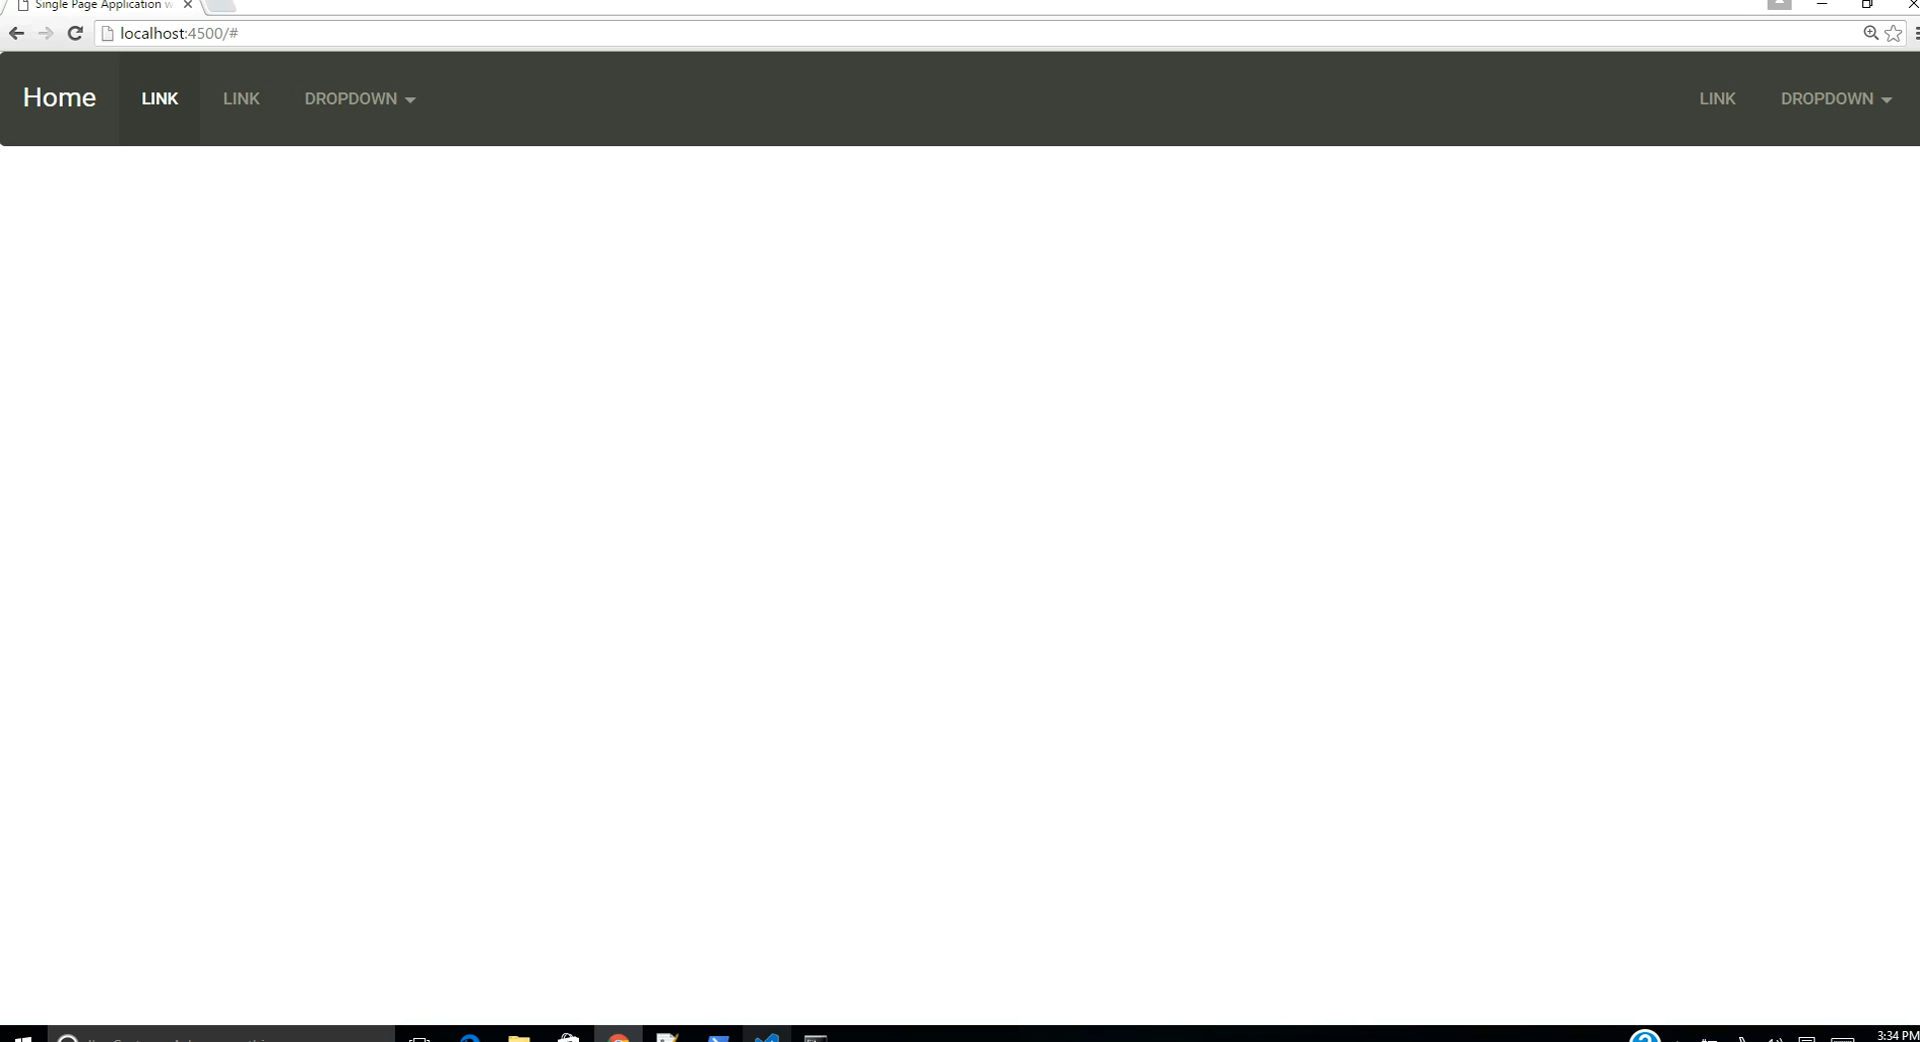 Single Page Application w
localhost:4500/#
Home LINK LINK DROPDOWN LINK DROPDOWN
3:34 PM